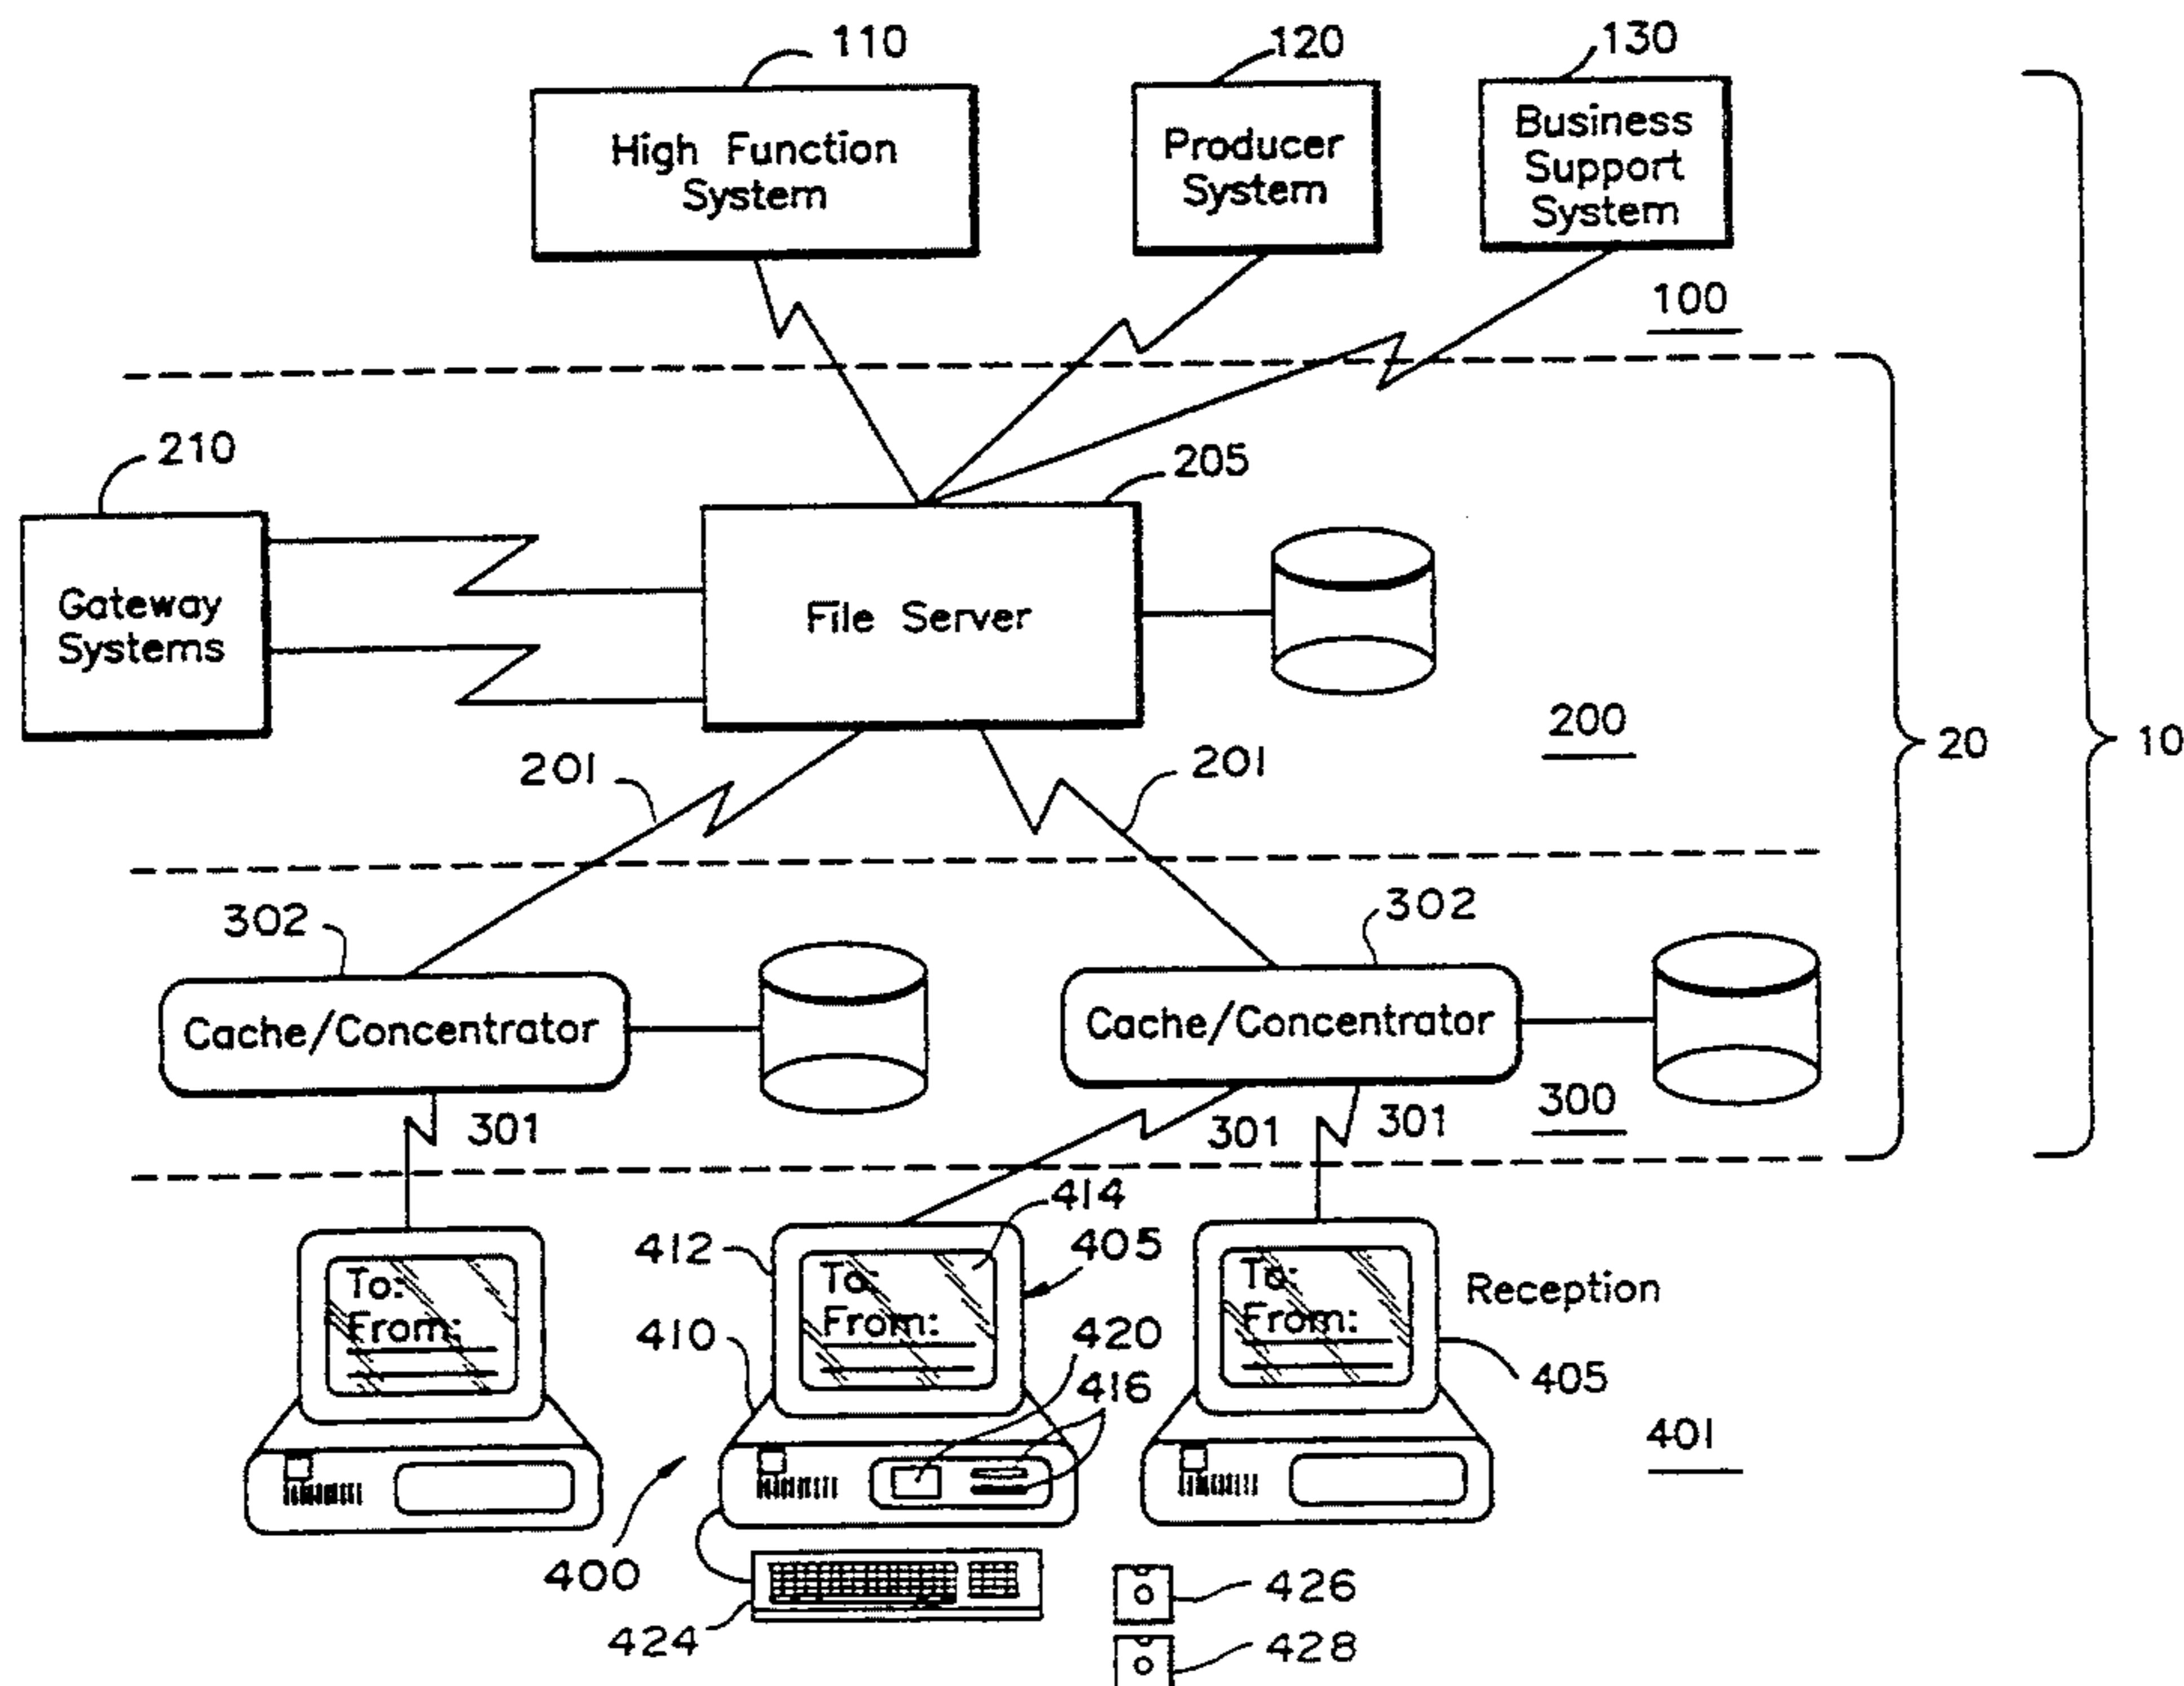 110
120
130
High Function
System
Producer
System
Business
Support
System
100
210
205
Gateway
Systems
File Server
200
20
10
201
201
302
302
Cache/Concentrator
Cache/Concentrator
300
301
301
301
414
412
405
To:
From:
To:
From:
To:
From:
Reception
410
420
416
405
401
400
424
426
428